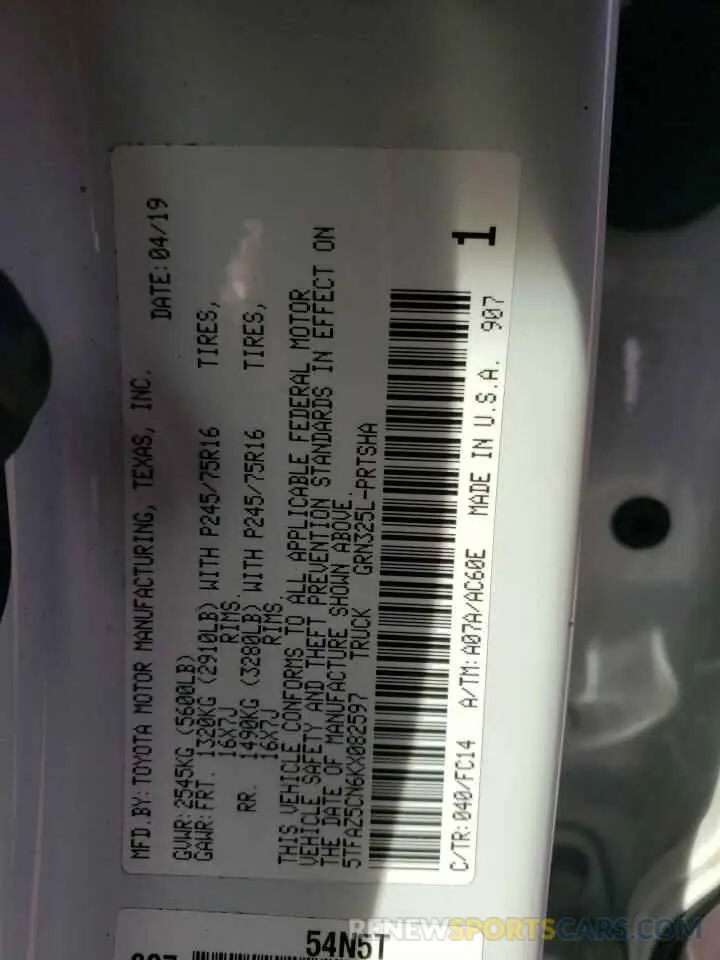 MFD.BY:TOYOTA MOTOR MANUFACTURING, TEXAS, INC. DATE:04/19
GVWR:2545KG (5600LB)
GAWR:FRT. 1320KG (2910LB) WITH P245/75R16 TIRES,
16X7J RIMS
RR. 1490KG (3280LB) WITH P245/75R16 TIRES,
16X7J RIMS
THIS VEHICLE CONFORMS TO ALL APPLICABLE FEDERAL MOTOR
VEHICLE SAFETY AND THEFT PREVENTION STANDARDS IN EFFECT ON
THE DATE OF MANUFACTURE SHOWN ABOVE.
5TFAZ5CN6KX082597 TRUCK GRN325L-PRTSHA
1
C/TR:040/FC14 A/TM:A07A/AC60E MADE IN U.S.A. 907
54N5T
RENEWSPORTSCARS.COM